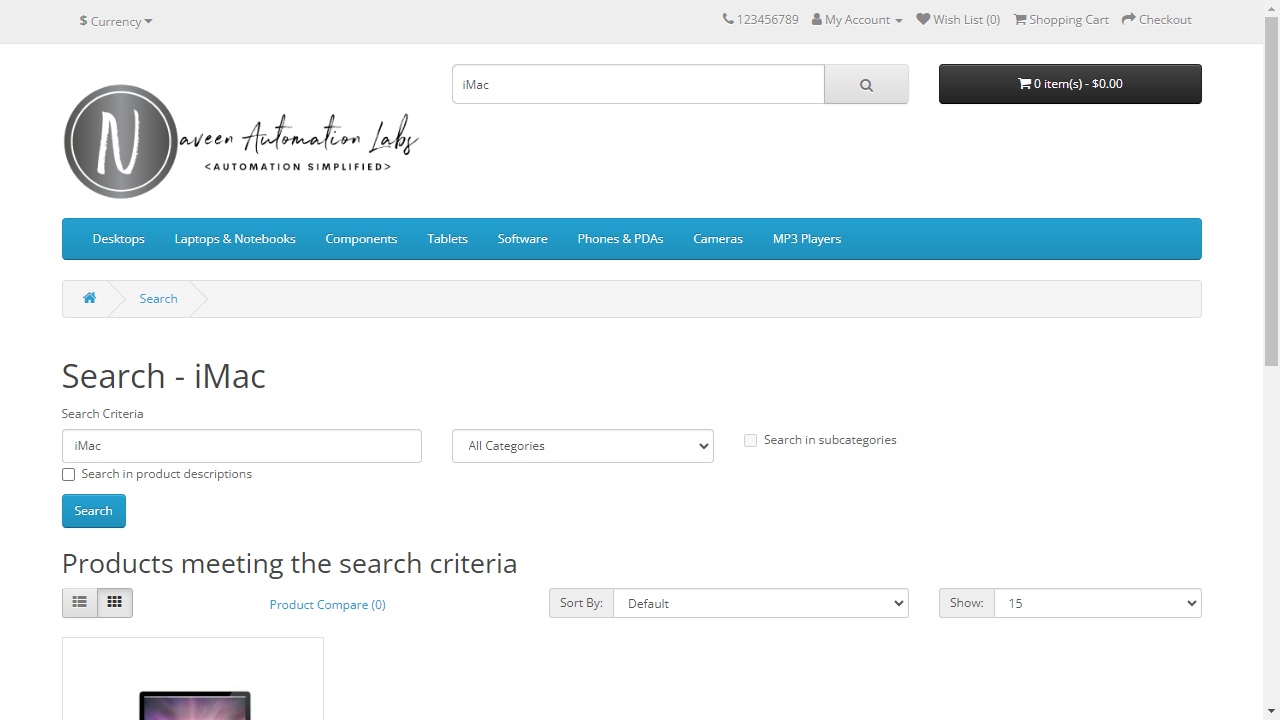 $ Currency
123456789
My Account
Wish List (0)
Shopping Cart
Checkout
N
aveen Automation Labs
<AUTOMATION SIMPLIFIED>
iMac
0 item(s) - $0.00
Desktops
Laptops & Notebooks
Components
Tablets
Software
Phones & PDAs
Cameras
MP3 Players
Search
Search - iMac
Search Criteria
iMac
All Categories
Search in subcategories
Search in product descriptions
Search
Products meeting the search criteria
Product Compare (0)
Sort By:
Default
Show:
15